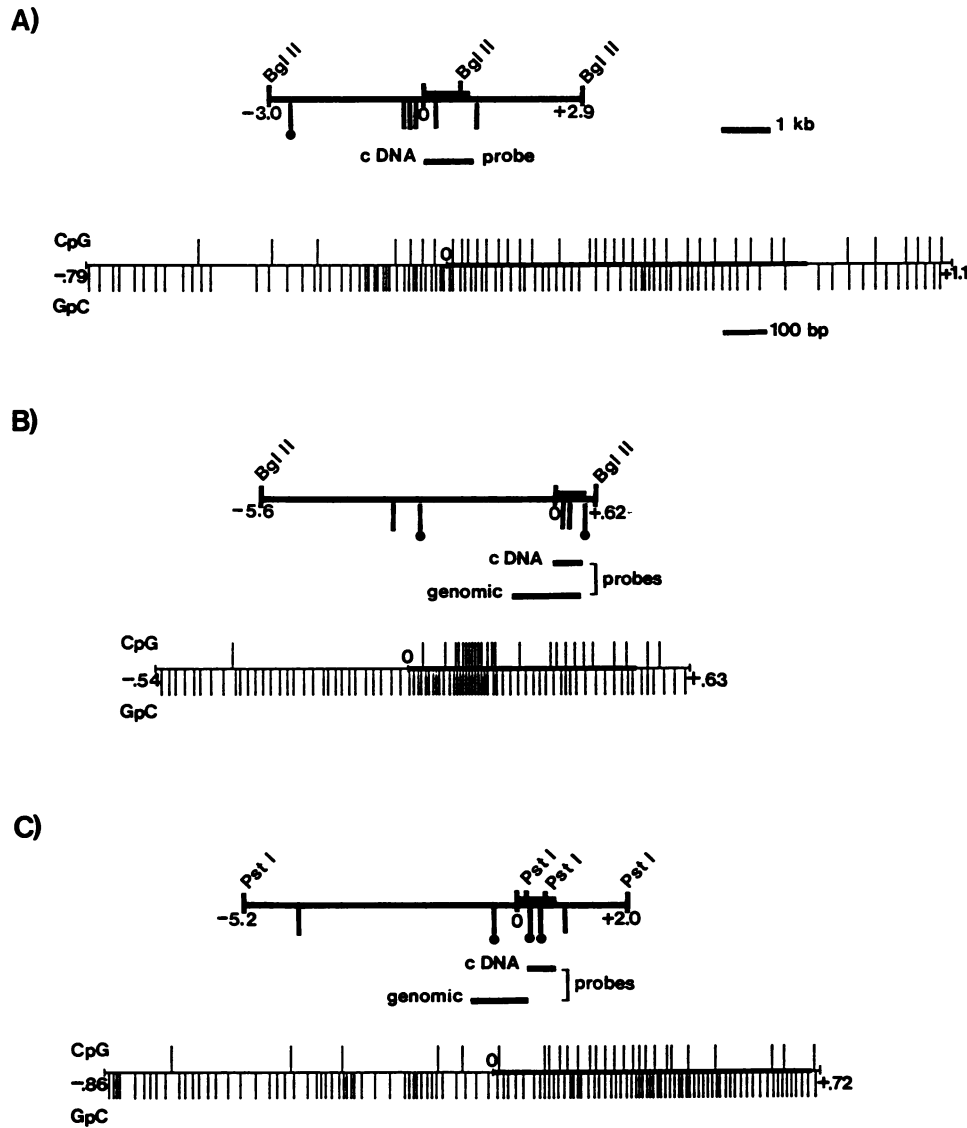 A)
Bgl II Bgl II Bgl II
-3.0 0 +2.9
1 kb
c DNA probe
CpG
0
-.79 +1.1
GpC
100 bp
B)
Bgl II Bgl II
-5.6 0 +.62
c DNA
probes
genomic
CpG
0
-.54 +.63
GpC
C)
Pst I Pst I Pst I Pst I
-5.2 0 +2.0
c DNA
probes
genomic
CpG
0
-.86 +.72
GpC